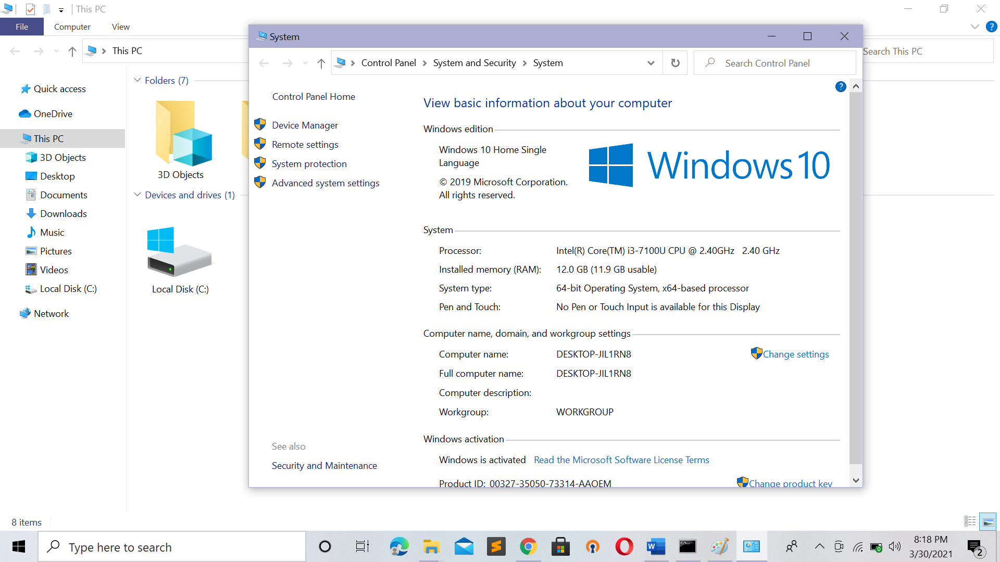 This PC
File
Computer
View
This PC
Search This PC
Quick access
OneDrive
This PC
3D Objects
Desktop
Documents
Downloads
Music
Pictures
Videos
Local Disk (C:)
Network
Folders (7)
3D Objects
Devices and drives (1)
Local Disk (C:)
8 items
System
Control Panel
System and Security
System
Search Control Panel
Control Panel Home
Device Manager
Remote settings
System protection
Advanced system settings
See also
Security and Maintenance
View basic information about your computer
Windows edition
Windows 10 Home Single
Language
© 2019 Microsoft Corporation.
All rights reserved.
Windows 10
System
Processor: Intel(R) Core(TM) i3-7100U CPU @ 2.40GHz 2.40 GHz
Installed memory (RAM): 12.0 GB (11.9 GB usable)
System type: 64-bit Operating System, x64-based processor
Pen and Touch: No Pen or Touch Input is available for this Display
Computer name, domain, and workgroup settings
Computer name: DESKTOP-JIL1RN8
Change settings
Full computer name: DESKTOP-JIL1RN8
Computer description:
Workgroup: WORKGROUP
Windows activation
Windows is activated Read the Microsoft Software License Terms
Product ID: 00327-35050-73314-AAOEM
Change product key
Type here to search
8:18 PM
3/30/2021
2